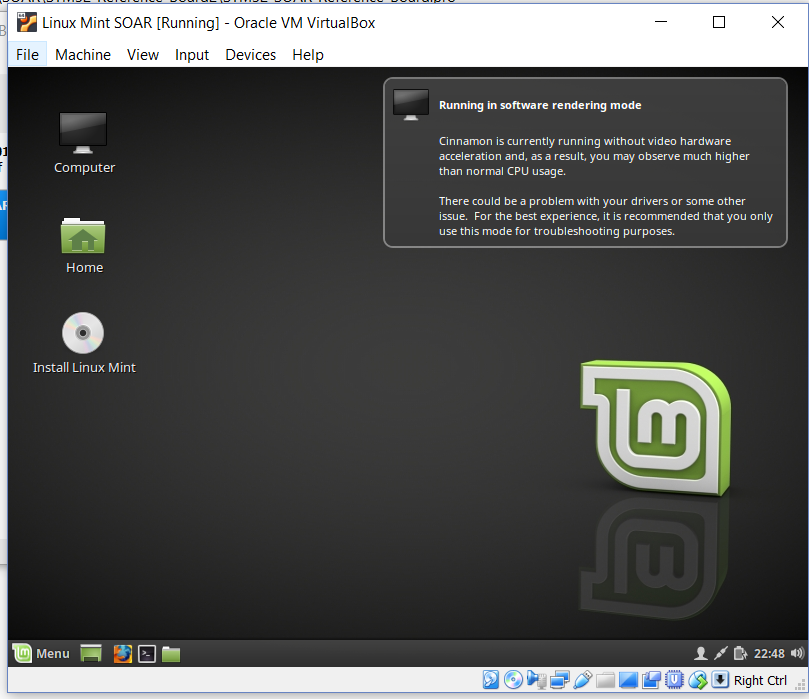 Linux Mint SOAR [Running] - Oracle VM VirtualBox
File Machine View Input Devices Help
Running in software rendering mode
Cinnamon is currently running without video hardware
acceleration and, as a result, you may observe much higher
than normal CPU usage.
There could be a problem with your drivers or some other
issue. For the best experience, it is recommended that you only
use this mode for troubleshooting purposes.
Computer
Home
Install Linux Mint
Menu
22:48
Right Ctrl